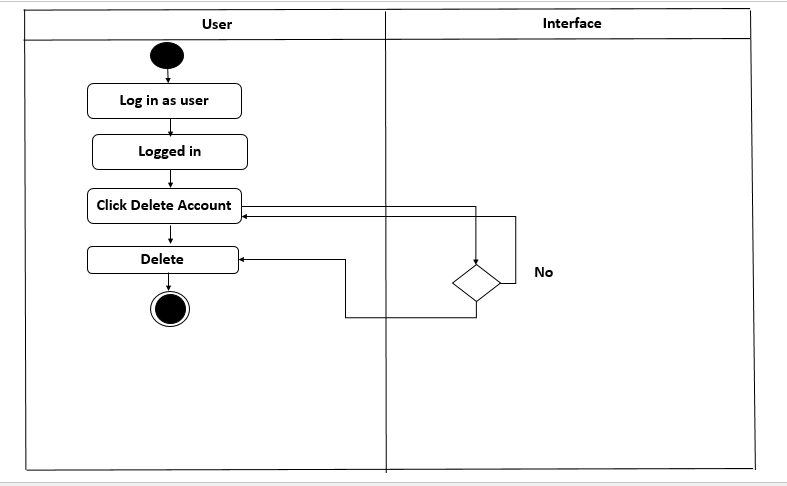 User
Interface
Log in as user
Logged in
Click Delete Account
Delete
No